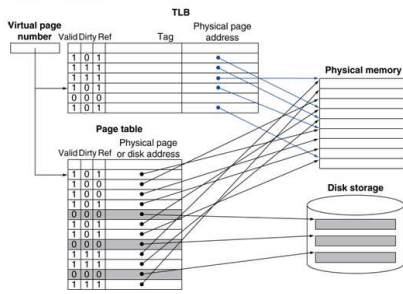 TLB
Virtual page number
Physical page address
Valid Dirty Ref Tag
1 0 1
1 1 1
1 1 1
1 0 1
0 0 0
1 0 1
Physical memory
Page table
Physical page or disk address
Valid Dirty Ref
1 0 1
1 0 0
1 0 0
1 0 1
0 0 0
1 0 1
1 0 1
0 0 0
1 1 1
1 1 1
0 0 0
1 1 1
Disk storage